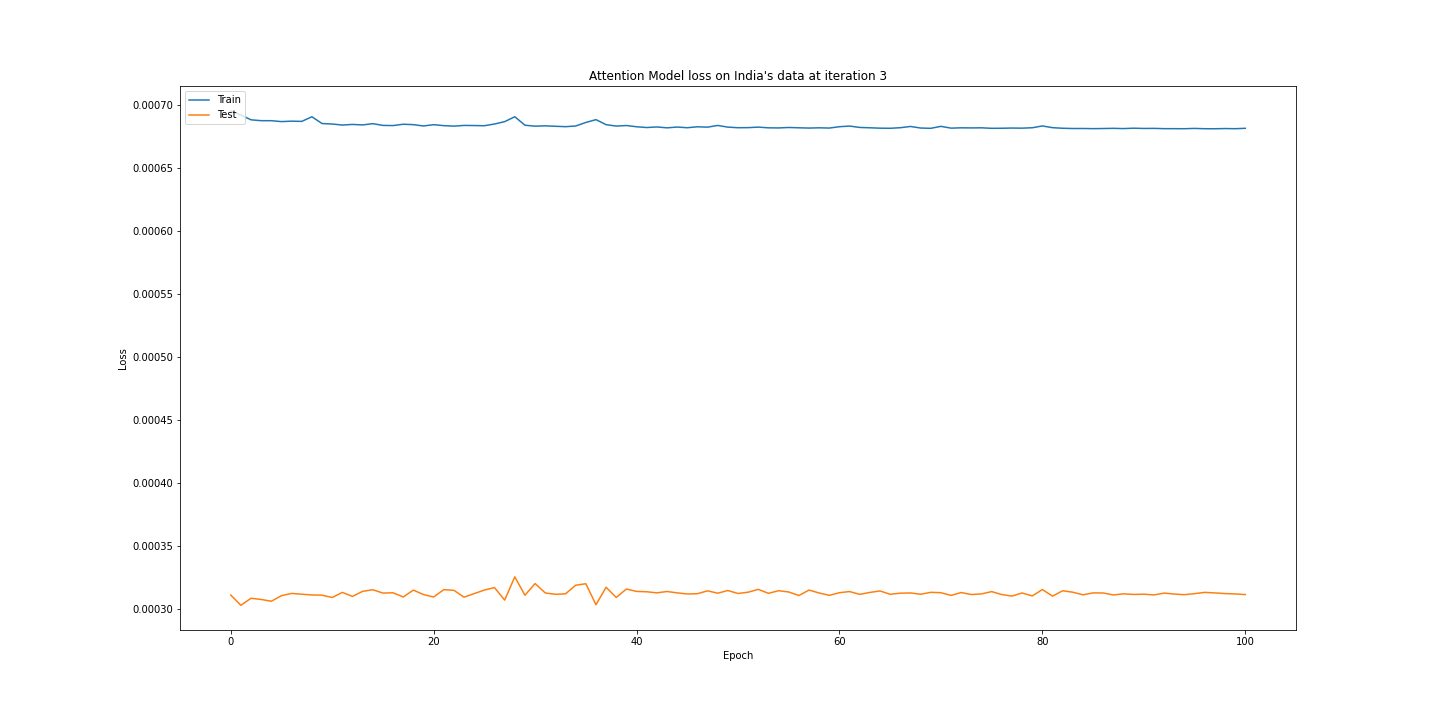 Attention Model loss on India's data at iteration 3
Train
Test
0.00070
0.00065
0.00060
0.00055
0.00050
0.00045
0.00040
0.00035
0.00030
Loss
0 20 40 60 80 100
Epoch